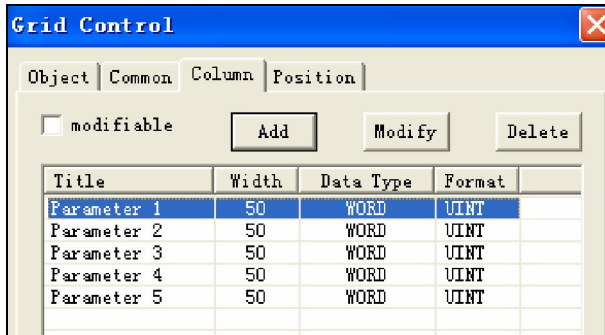 Grid Control
Object Common Column Position
modifiable Add Modify Delete
Title Width Data Type Format
Parameter 1 50 WORD UINT
Parameter 2 50 WORD UINT
Parameter 3 50 WORD UINT
Parameter 4 50 WORD UINT
Parameter 5 50 WORD UINT